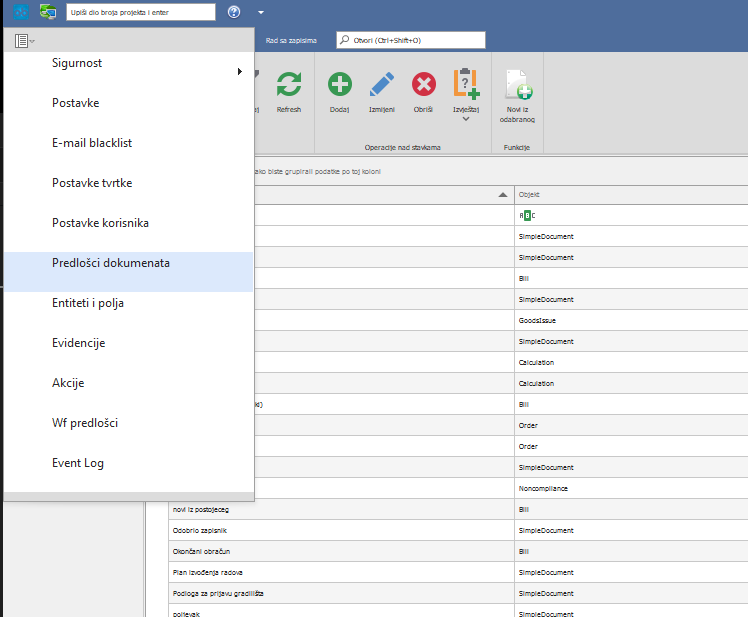 Upiši dio broja projekta i enter
Rad sa zapisima
Otvori (Ctrl+Shift+O)
Sigurnost
Postavke
E-mail blacklist
Postavke tvrtke
Postavke korisnika
Predlošci dokumenata
Entiteti i polja
Evidencije
Akcije
Wf predlošci
Event Log
Refresh
Dodaj
Izmijeni
Obriši
Izvještaj
Novi iz
odabranog
Operacije nad stavkama
Funkcije
ako biste grupirali podatke po toj koloni
Objekt
ABC
SimpleDocument
SimpleDocument
Bill
SimpleDocument
GoodsIssue
SimpleDocument
Calculation
Calculation
ki) Bill
Order
Order
SimpleDocument
Noncompliance
novi iz postojeceg Bill
Odobrio zapisnik SimpleDocument
Okončani obračun Bill
Plan izvođenja radova SimpleDocument
Podloga za prijavu gradilišta SimpleDocument
poljevak SimpleDocument